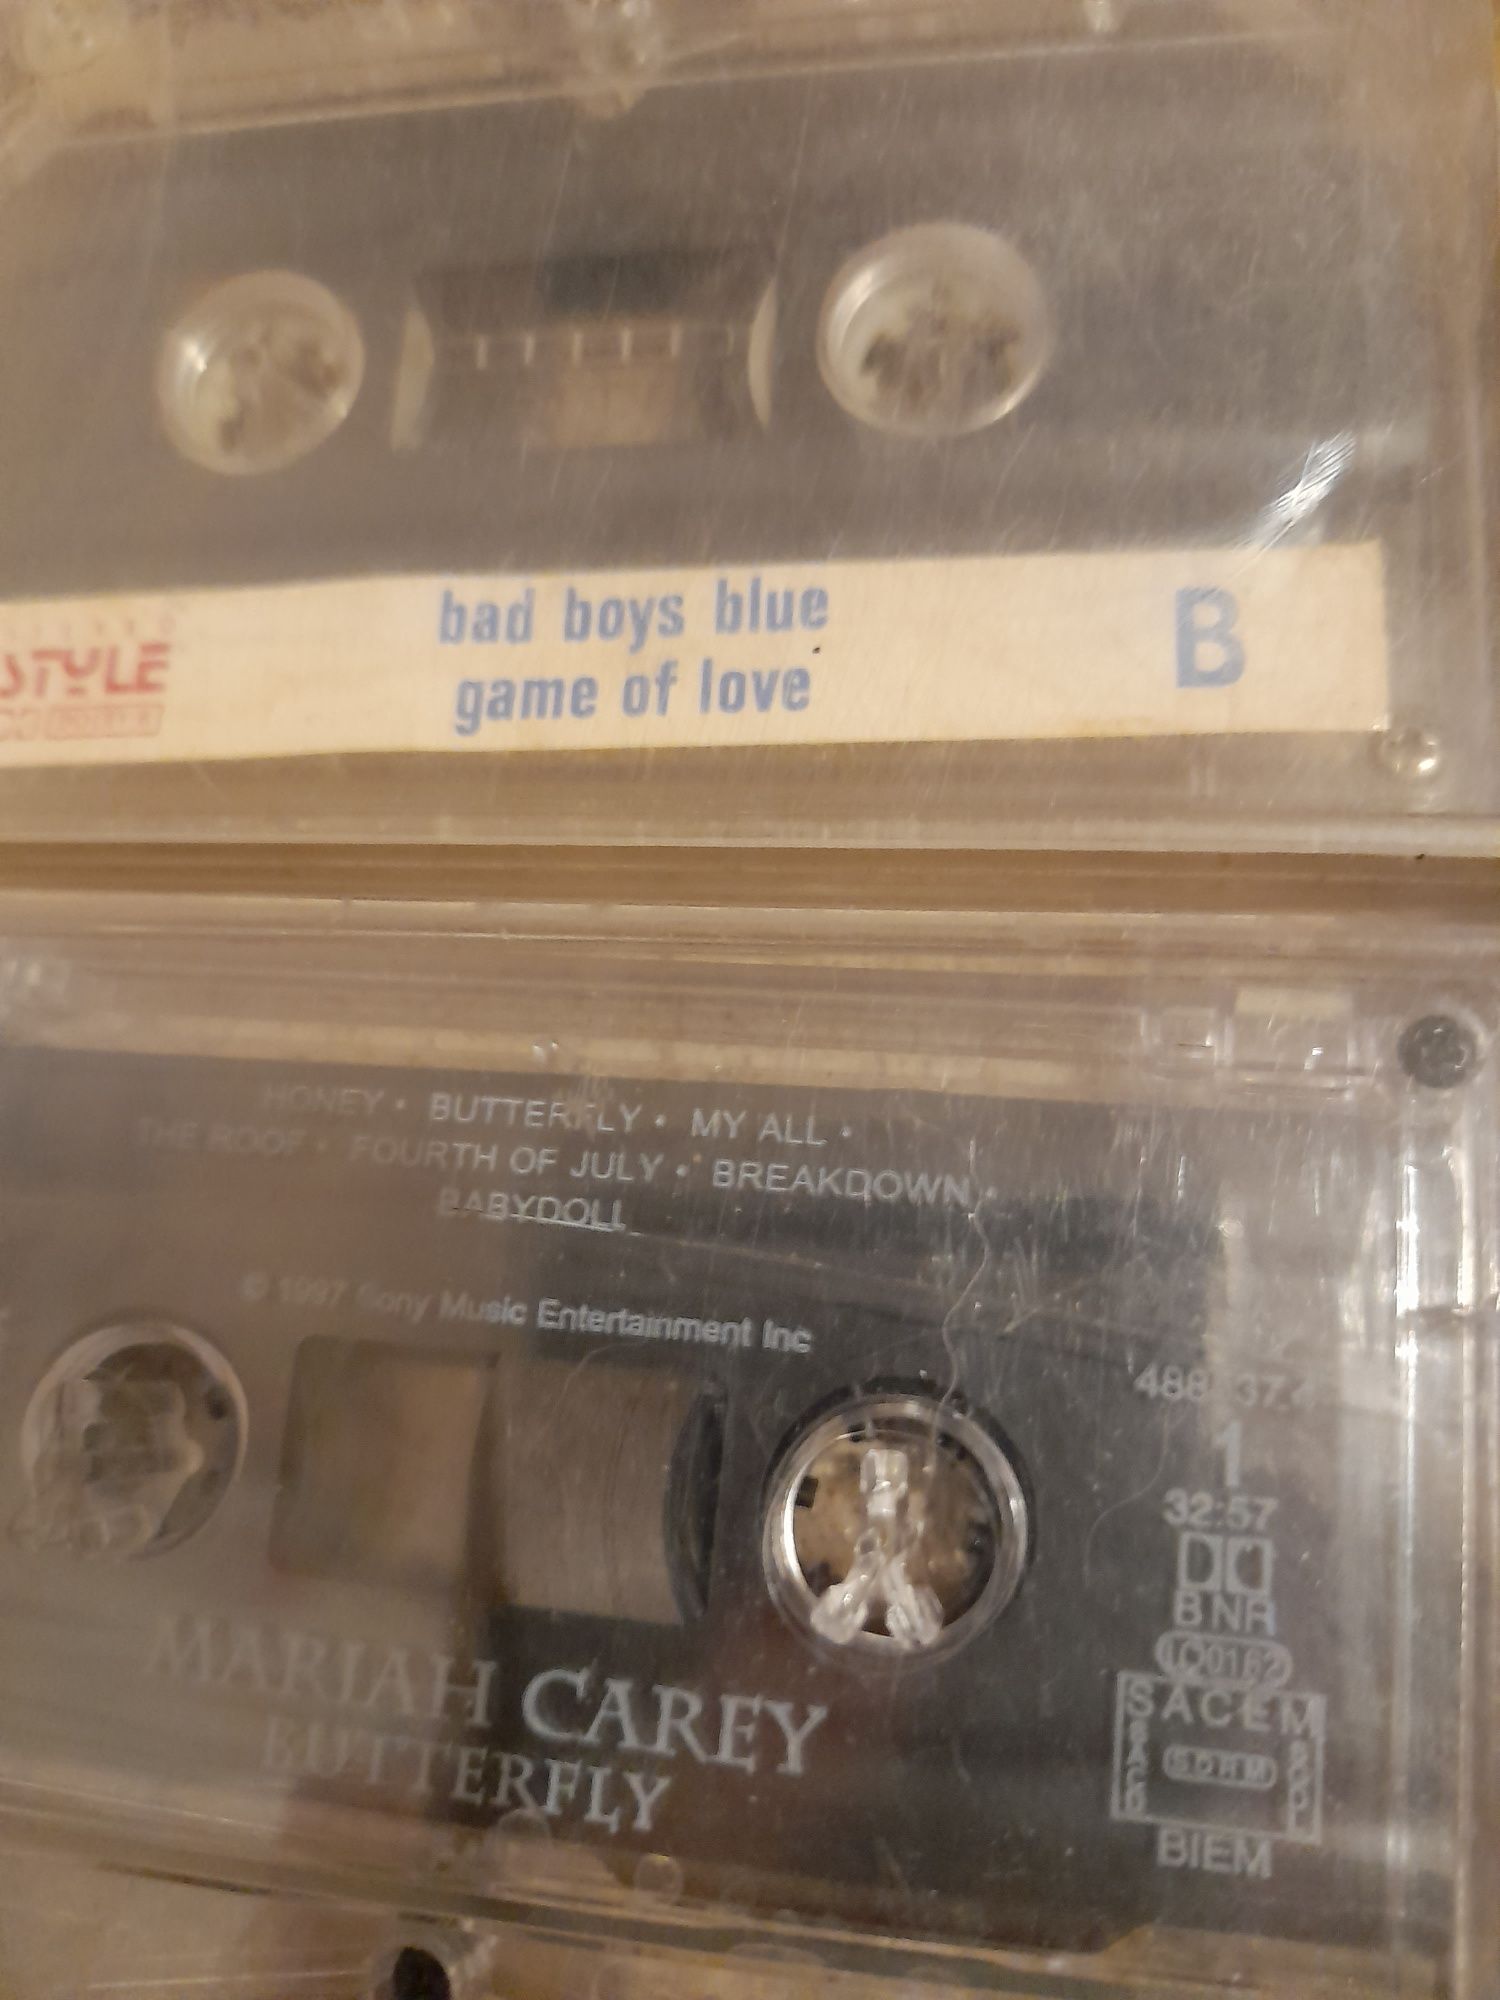 STYLE
bad boys blue
game of love
B
HONEY • BUTTERFLY • MY ALL •
THE ROOF • FOURTH OF JULY • BREAKDOWN •
BABYDOLL
© 1997 Sony Music Entertainment Inc
1
32:57
BNR
SACEM
SDRM
BIEM
MARIAH CAREY
BUTTERFLY